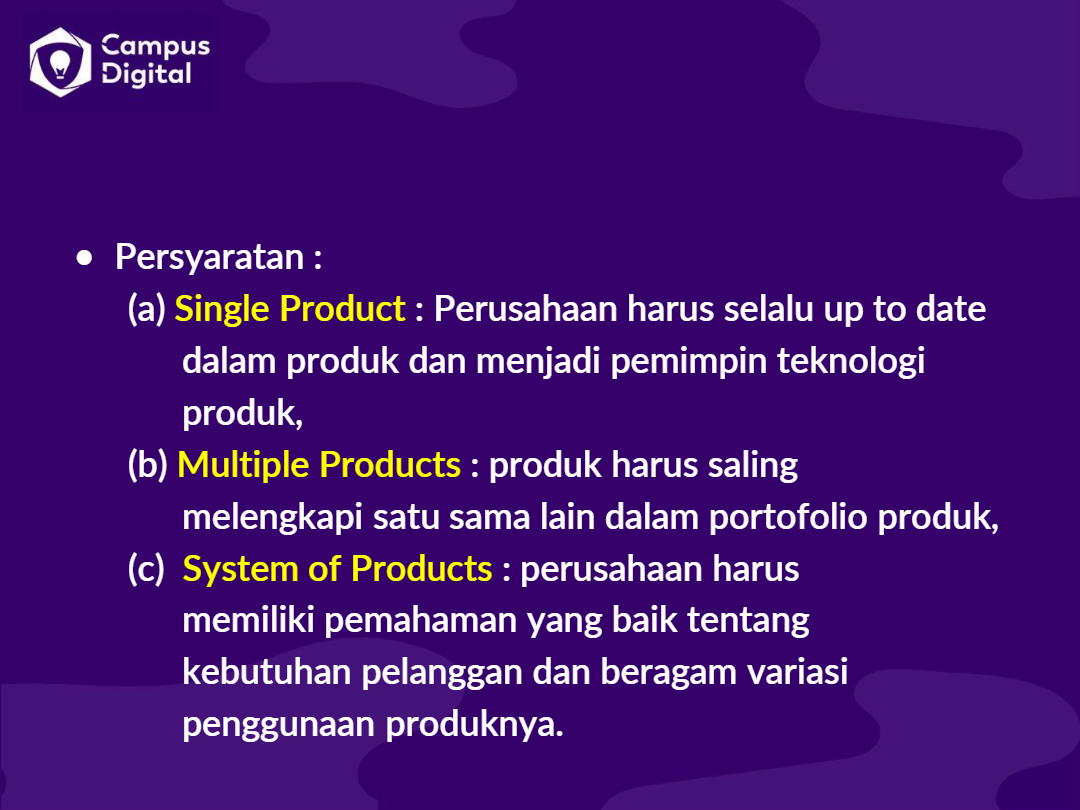 Campus
Digital
• Persyaratan :
(a) Single Product : Perusahaan harus selalu up to date
dalam produk dan menjadi pemimpin teknologi
produk,
(b) Multiple Products : produk harus saling
melengkapi satu sama lain dalam portofolio produk,
(c) System of Products : perusahaan harus
memiliki pemahaman yang baik tentang
kebutuhan pelanggan dan beragam variasi
penggunaan produknya.